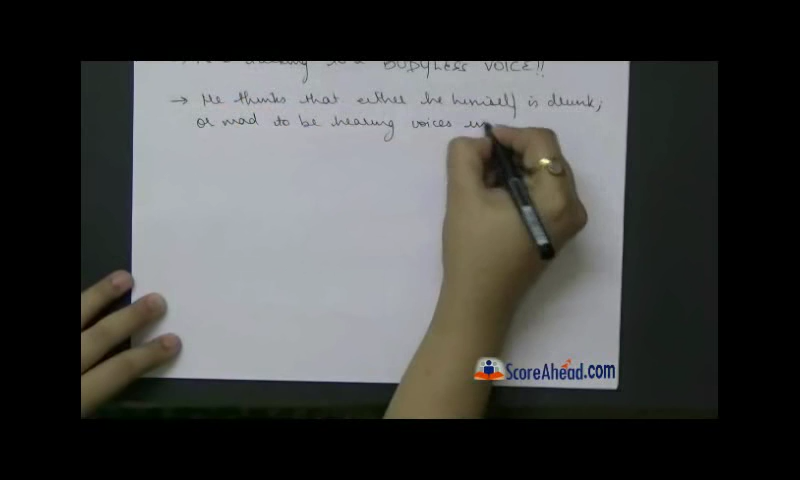 BODYLESS VOICE!!
→ He thinks that either he himself is drunk,
or mad to be hearing voices
ScoreAhead.com